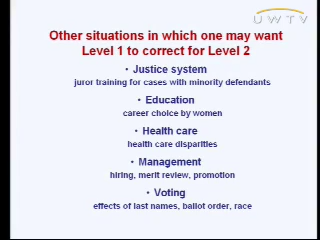 UWTV
Other situations in which one may want
Level 1 to correct for Level 2
• Justice system
juror training for cases with minority defendants
• Education
career choice by women
• Health care
health care disparities
• Management
hiring, merit review, promotion
• Voting
effects of last names, ballot order, race